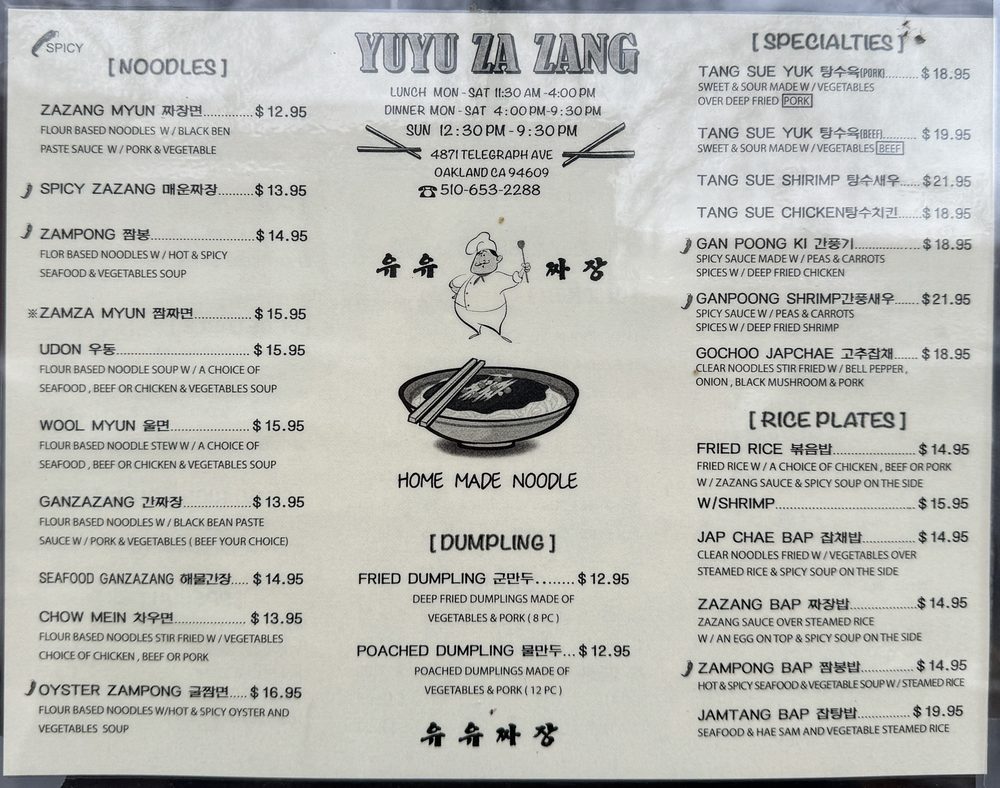 SPICY
[NOODLES]
ZAZANG MYUN 짜장면............$12.95
FLOUR BASED NOODLES W/BLACK BEN
PASTE SAUCE W/PORK & VEGETABLE
SPICY ZAZANG 매운짜장.........$13.95
ZAMPONG 짬봉............................$14.95
FLOR BASED NOODLES W/HOT & SPICY
SEAFOOD & VEGETABLES SOUP
※ZAMZA MYUN 짬짜면...............$15.95
UDON 우동.................................$15.95
FLOUR BASED NOODLE SOUP W/A CHOICE OF
SEAFOOD, BEEF OR CHICKEN & VEGETABLES SOUP
WOOL MYUN 울면.....................$15.95
FLOUR BASED NOODLE STEW W/A CHOICE OF
SEAFOOD, BEEF OR CHICKEN & VEGETABLES SOUP
GANZAZANG 간짜장.................$13.95
FLOUR BASED NOODLES W/BLACK BEAN PASTE
SAUCE W/PORK & VEGETABLES (BEEF YOUR CHOICE)
SEAFOOD GANZAZANG 해물간장.....$14.95
CHOW MEIN 차우면...................$13.95
FLOUR BASED NOODLES STIR FRIED W/VEGETABLES
CHOICE OF CHICKEN, BEEF OR PORK
OYSTER ZAMPONG 굴짬면.....$16.95
FLOUR BASED NOODLES W/HOT & SPICY OYSTER AND
VEGETABLES SOUP
YUYU ZA ZANG
LUNCH MON-SAT 11:30 AM-4:00 PM
DINNER MON-SAT 4:00 PM-9:30 PM
SUN 12:30 PM-9:30 PM
4871 TELEGRAPH AVE
OAKLAND CA 94609
☎510-653-2288
유유 짜장
HOME MADE NOODLE
[DUMPLING]
FRIED DUMPLING 군만두........$12.95
DEEP FRIED DUMPLINGS MADE OF
VEGETABLES & PORK (8 PC)
POACHED DUMPLING 물만두...$12.95
POACHED DUMPLINGS MADE OF
VEGETABLES & PORK (12 PC)
유유짜장
[SPECIALTIES]
TANG SUE YUK 탕수육(PORK)........$18.95
SWEET & SOUR MADE W/VEGETABLES
OVER DEEP FRIED PORK
TANG SUE YUK 탕수육(BEEF)..........$19.95
SWEET & SOUR MADE W/VEGETABLES BEEF
TANG SUE SHIRIMP 탕수새우.....$21.95
TANG SUE CHICKEN탕수치킨.....$18.95
GAN POONG KI 간풍기...............$18.95
SPICY SAUCE MADE W/PEAS & CARROTS
SPICES W/DEEP FRIED CHICKEN
GANPOONG SHRIMP간풍새우......$21.95
SPICY SAUCE W/PEAS & CARROTS
SPICES W/DEEP FRIED SHRIMP
GOCHOO JAPCHAE 고추잡채......$18.95
CLEAR NOODLES STIR FRIED W/BELL PEPPER,
ONION, BLACK MUSHROOM & PORK
[RICE PLATES]
FRIED RICE 볶음밥......................$14.95
FRIED RICE W/A CHOICE OF CHICKEN, BEEF OR PORK
W/ZAZANG SAUCE & SPICY SOUP ON THE SIDE
W/SHRIMP...................................$15.95
JAP CHAE BAP 잡채밥..............$14.95
CLEAR NOODLES FRIED W/VEGETABLES OVER
STEAMED RICE & SPICY SOUP ON THE SIDE
ZAZANG BAP 짜장밥.................$14.95
ZAZANG SAUCE OVER STEAMED RICE
W/AN EGG ON TOP & SPICY SOUP ON THE SIDE
ZAMPONG BAP 짬봉밥..............$14.95
HOT & SPICY SEAFOOD & VEGETABLE SOUP W/STEAMED RICE
JAMTANG BAP 잡탕밥...............$19.95
SEAFOOD & HAE SAM AND VEGETABLE STEAMED RICE